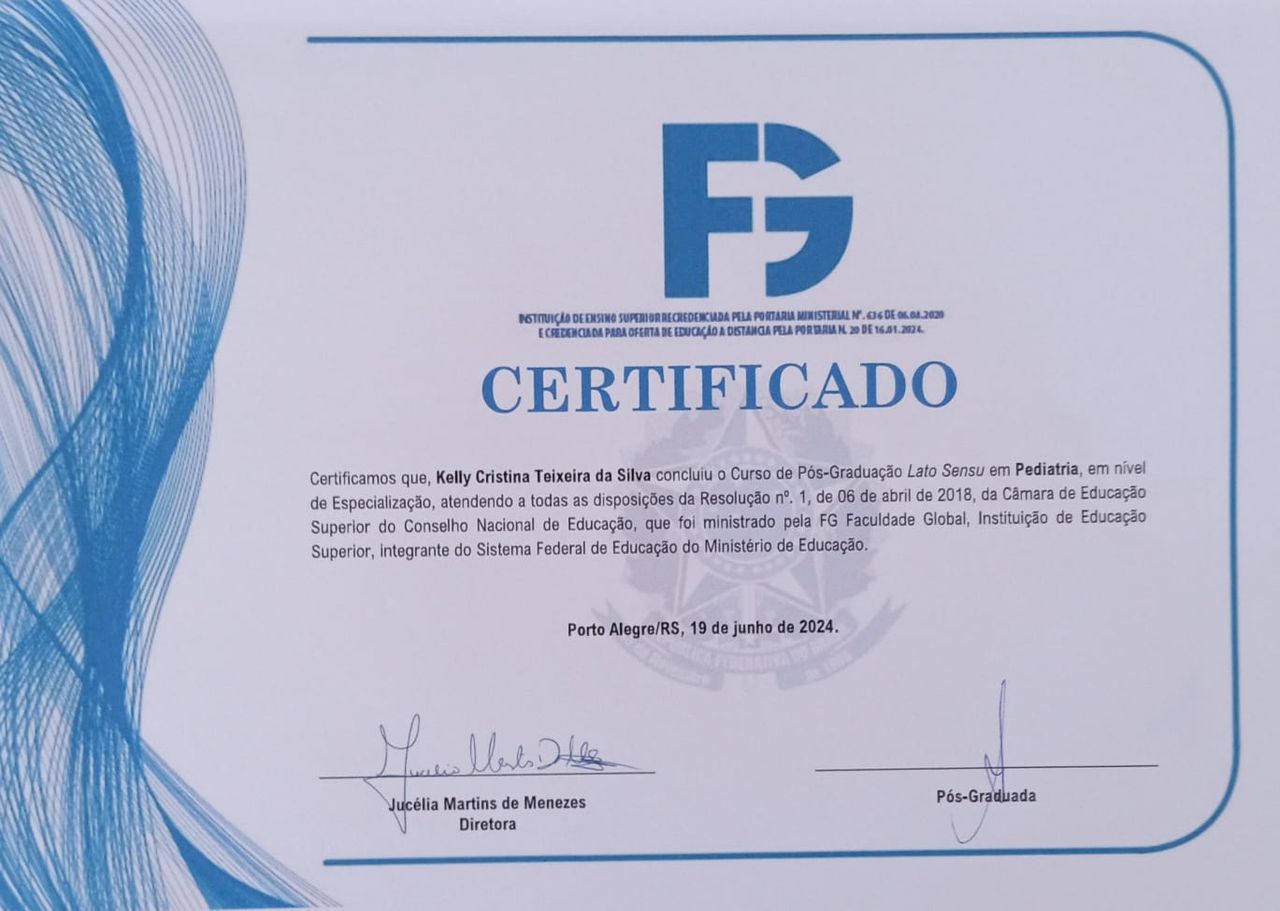 FG
INSTITUIÇÃO DE ENSINO SUPERIOR RECREDENCIADA PELA PORTARIA MINISTERIAL Nº. 636 DE 06.08.2020
E CREDENCIADA PARA OFERTA DE EDUCAÇÃO A DISTANCIA PELA PORTARIA N. 20 DE 16.01.2024.
CERTIFICADO
Certificamos que, Kelly Cristina Teixeira da Silva concluiu o Curso de Pós-Graduação Lato Sensu em Pediatria, em nível
de Especialização, atendendo a todas as disposições da Resolução nº. 1, de 06 de abril de 2018, da Câmara de Educação
Superior do Conselho Nacional de Educação, que foi ministrado pela FG Faculdade Global, Instituição de Educação
Superior, integrante do Sistema Federal de Educação do Ministério de Educação.
Porto Alegre/RS, 19 de junho de 2024.
Jucélia Martins de Menezes
Diretora
Pós-Graduada